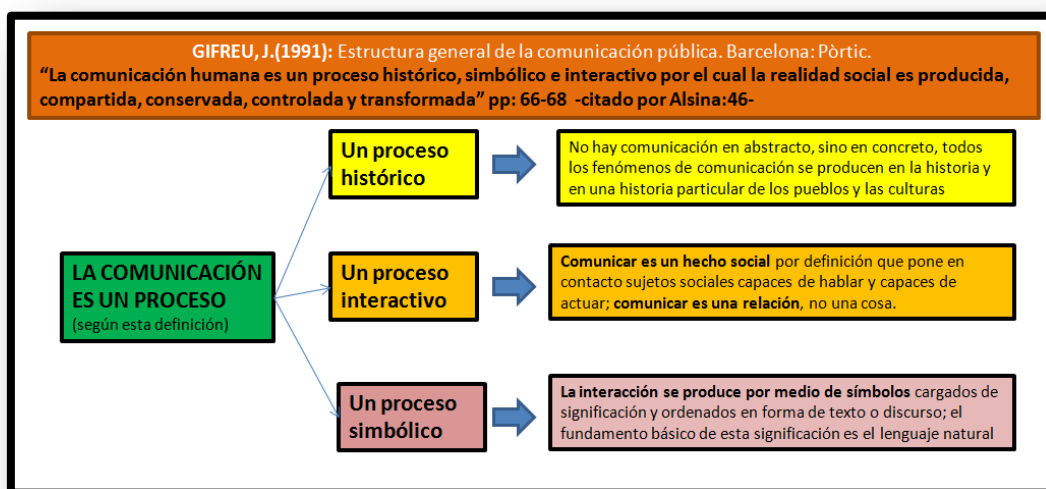 GIFREU, J.(1991): Estructura general de la comunicación pública. Barcelona: Pòrtic.
“La comunicación humana es un proceso histórico, simbólico e interactivo por el cual la realidad social es producida,
compartida, conservada, controlada y transformada” pp: 66-68 -citado por Alsina:46-
Un proceso
histórico
No hay comunicación en abstracto, sino en concreto, todos
los fenómenos de comunicación se producen en la historia y
en una historia particular de los pueblos y las culturas
LA COMUNICACIÓN
ES UN PROCESO
(según esta definición)
Un proceso
interactivo
Comunicar es un hecho social por definición que pone en
contacto sujetos sociales capaces de hablar y capaces de
actuar; comunicar es una relación, no una cosa.
Un proceso
simbólico
La interacción se produce por medio de símbolos cargados de
significación y ordenados en forma de texto o discurso; el
fundamento básico de esta significación es el lenguaje natural